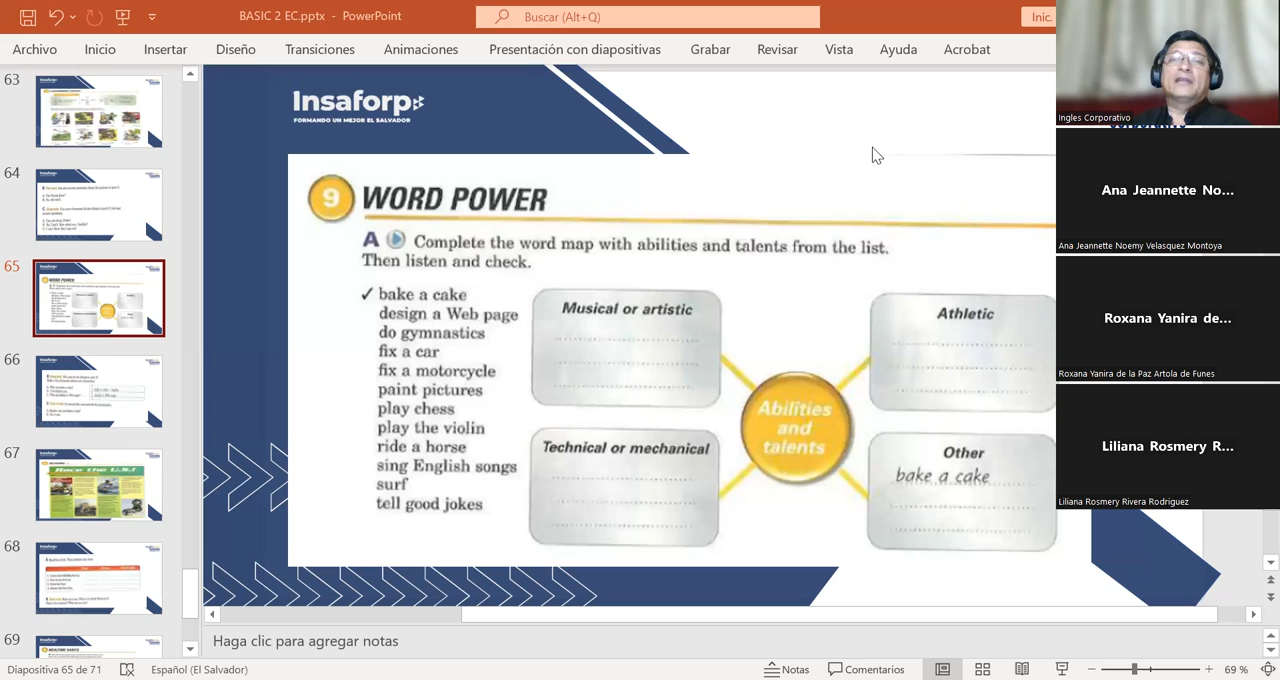 BASIC 2 EC.pptx - PowerPoint
Buscar (Alt+Q)
Inic.
Archivo Inicio Insertar Diseño Transiciones Animaciones Presentación con diapositivas Grabar Revisar Vista Ayuda Acrobat
63
64
65
66
67
68
69
Insaforp
FORMANDO UN MEJOR EL SALVADOR
9 WORD POWER
A Complete the word map with abilities and talents from the list.
Then listen and check.
✓ bake a cake
design a Web page
do gymnastics
fix a car
fix a motorcycle
paint pictures
play chess
play the violin
ride a horse
sing English songs
surf
tell good jokes
Musical or artistic
Athletic
Abilities
and
talents
Technical or mechanical
Other
bake a cake
Ingles Corporativo
Ana Jeannette No...
Ana Jeannette Noemy Velasquez Montoya
Roxana Yanira de...
Roxana Yanira de la Paz Artola de Funes
Liliana Rosmery R...
Liliana Rosmery Rivera Rodriguez
Haga clic para agregar notas
Diapositiva 65 de 71 Español (El Salvador) Notas Comentarios 69 %